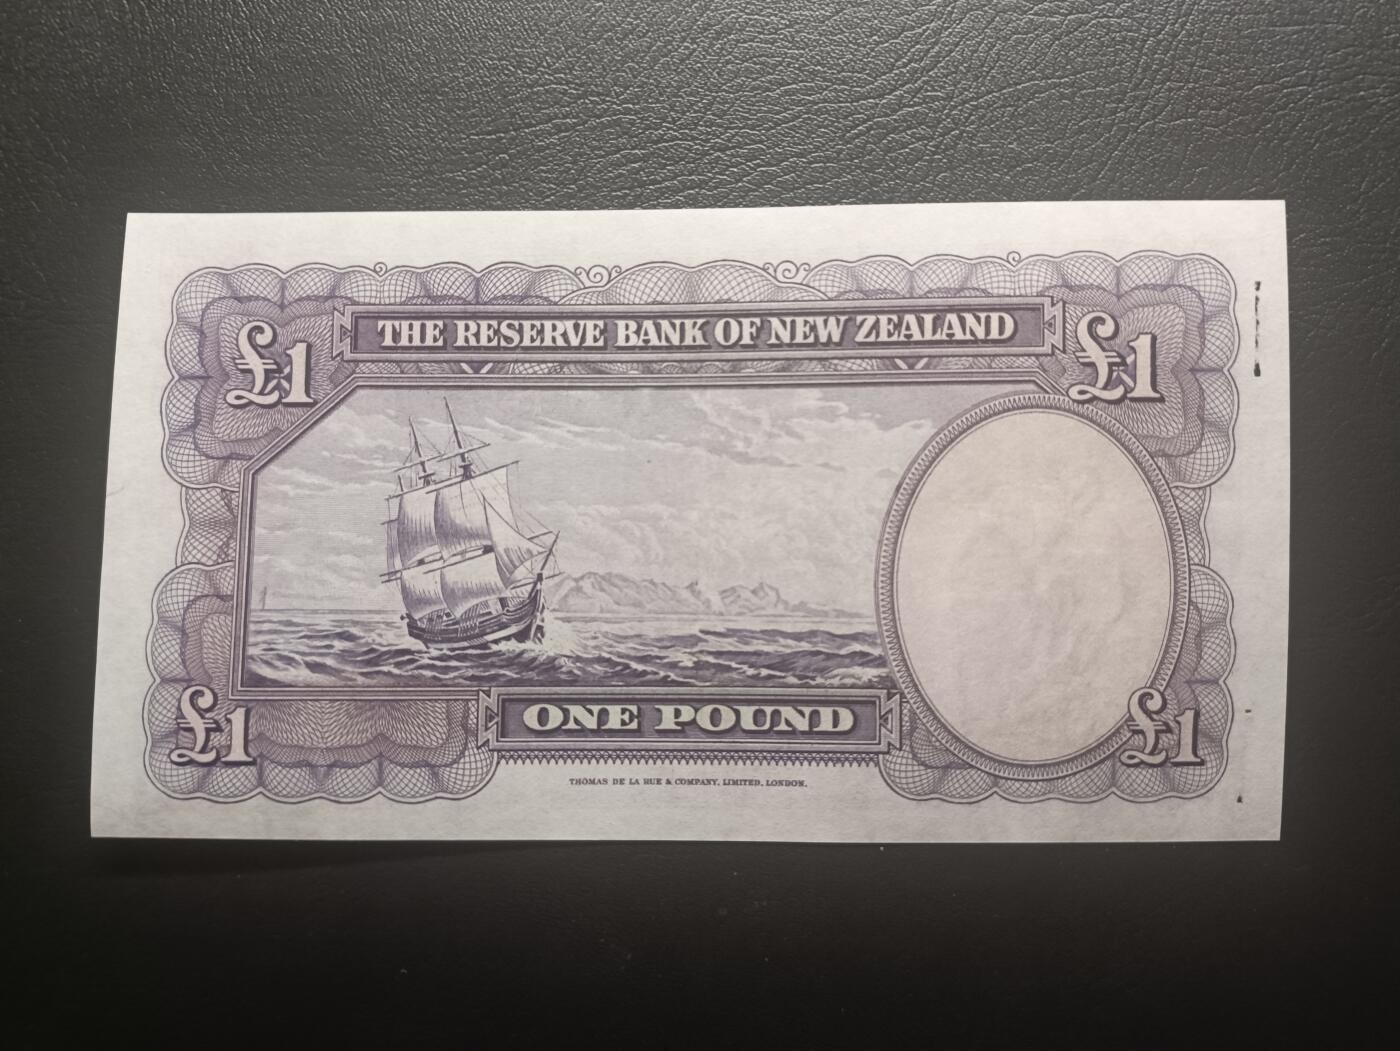 THE RESERVE BANK OF NEW ZEALAND
£1
£1
£1
ONE POUND
£1
THOMAS DE LA RUE & COMPANY, LIMITED, LONDON.